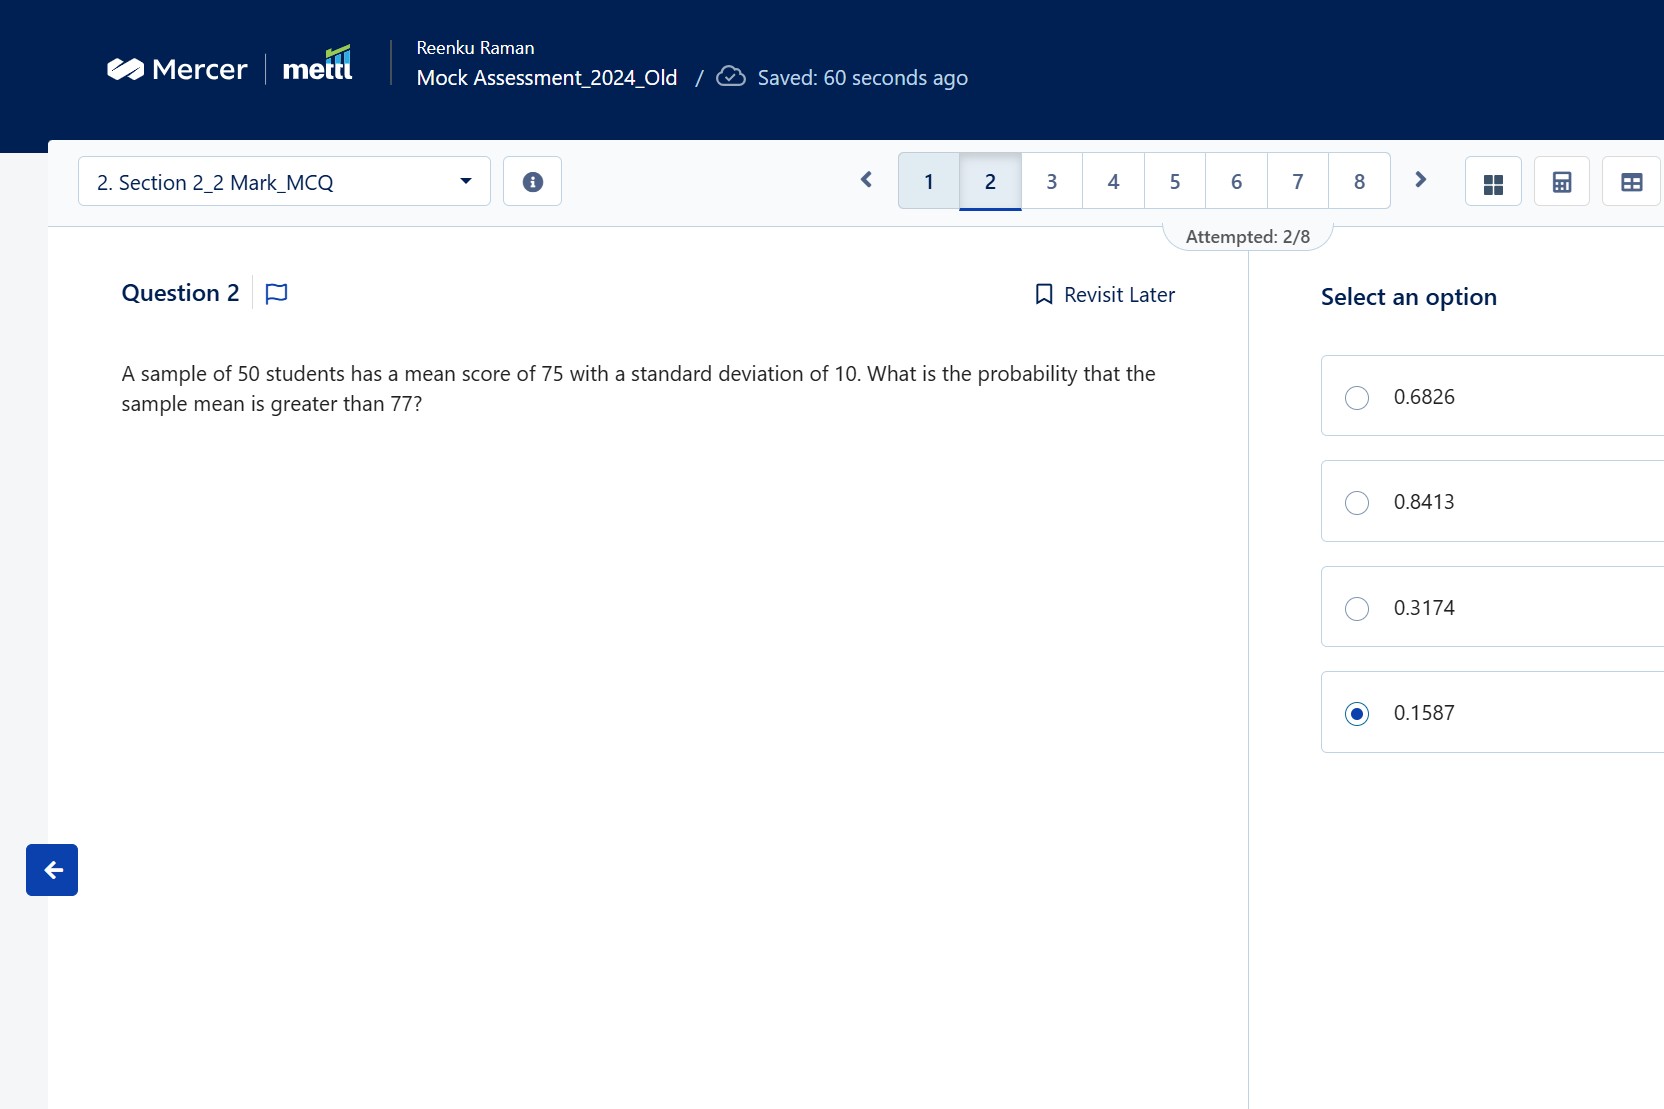 Mercer | mettl
Reenku Raman
Mock Assessment_2024_Old / Saved: 60 seconds ago
2. Section 2_2 Mark_MCQ
1 2 3 4 5 6 7 8
Attempted: 2/8
Question 2
Revisit Later
A sample of 50 students has a mean score of 75 with a standard deviation of 10. What is the probability that the
sample mean is greater than 77?
Select an option
0.6826
0.8413
0.3174
0.1587